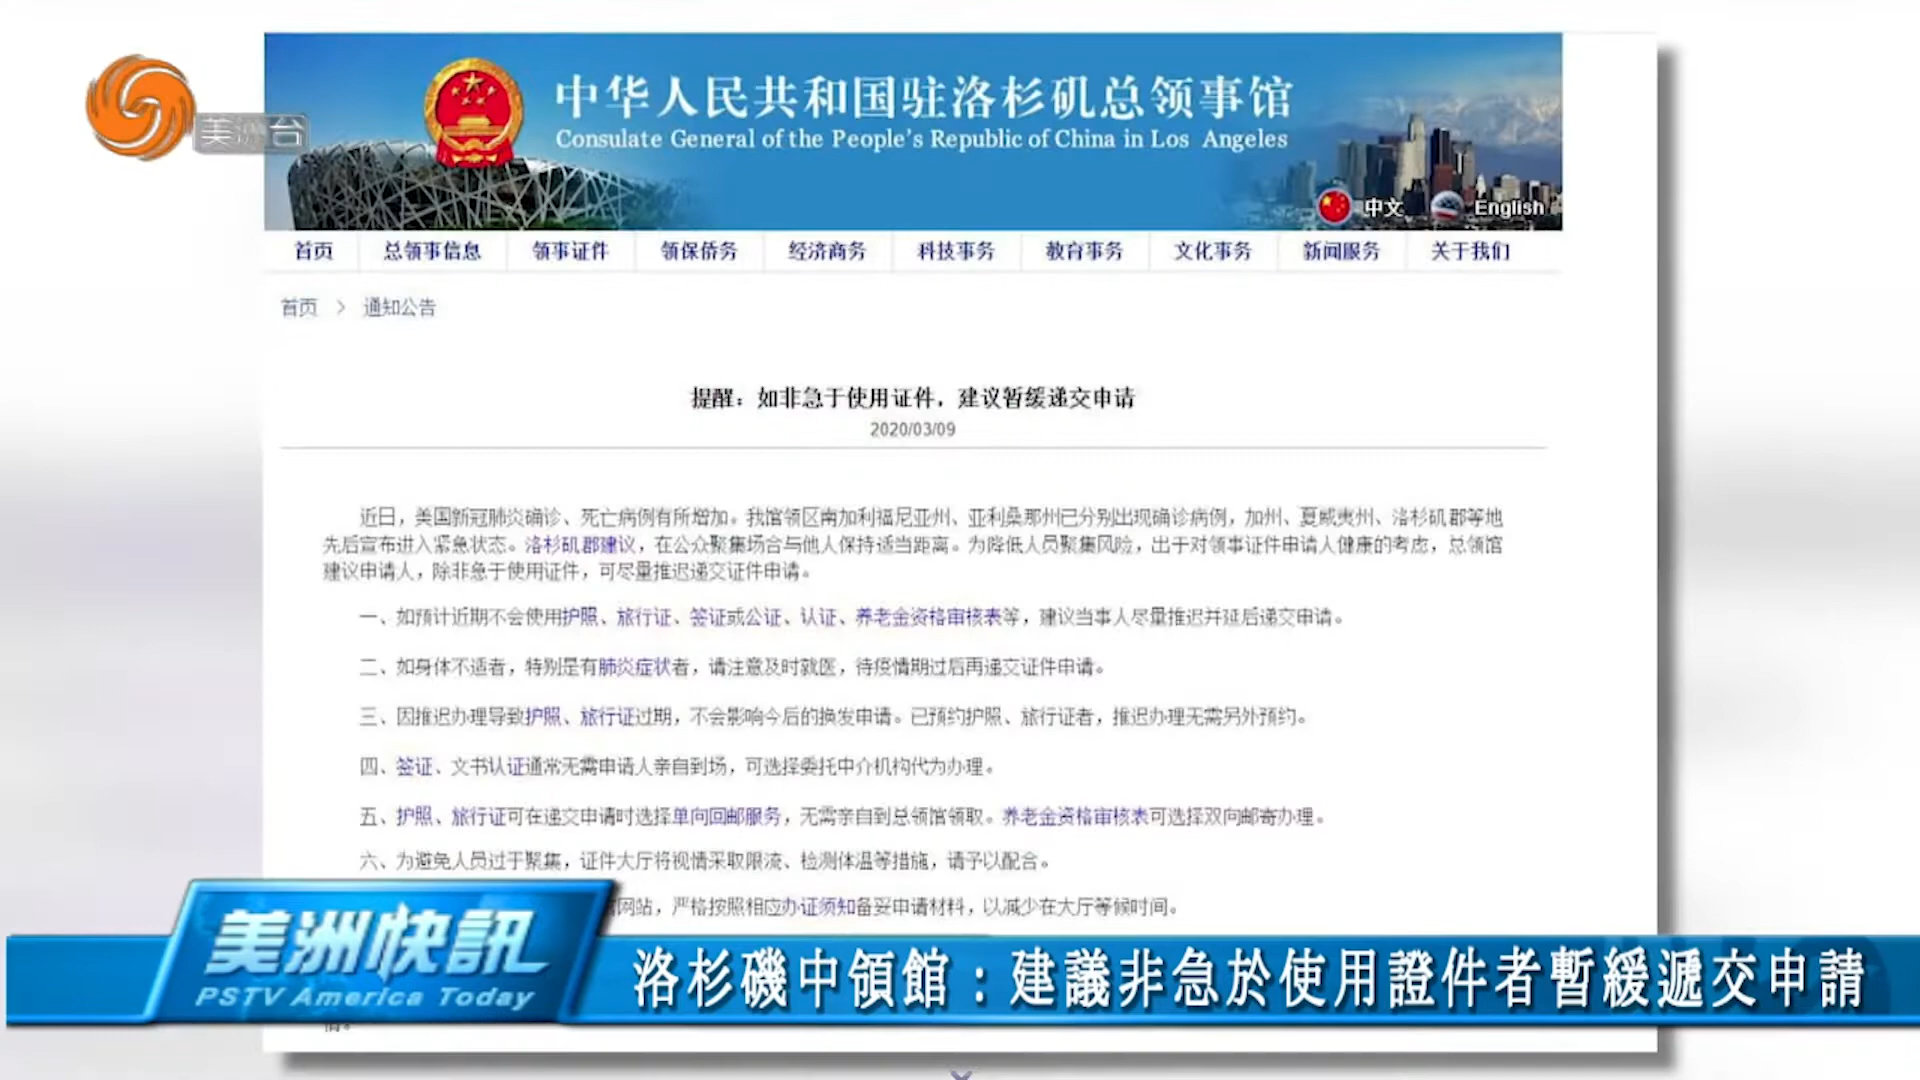 美洲台
中华人民共和国驻洛杉矶总领事馆
Consulate General of the People's Republic of China in Los Angeles
中文 English
首页 总领事信息 领事证件 领保侨务 经济商务 科技事务 教育事务 文化事务 新闻服务 关于我们
首页 > 通知公告
提醒：如非急于使用证件，建议暂缓递交申请
2020/03/09
近日，美国新冠肺炎确诊、死亡病例有所增加。我馆领区南加利福尼亚州、亚利桑那州已分别出现确诊病例，加州、夏威夷州、洛杉矶郡等地
先后宣布进入紧急状态。洛杉矶郡建议，在公众聚集场合与他人保持适当距离。为降低人员聚集风险，出于对领事证件申请人健康的考虑，总领馆
建议申请人，除非急于使用证件，可尽量推迟递交证件申请。
一、如预计近期不会使用护照、旅行证、签证或公证、认证、养老金资格审核表等，建议当事人尽量推迟并延后递交申请。
二、如身体不适者，特别是有肺炎症状者，请注意及时就医，待疫情期过后再递交证件申请。
三、因推迟办理导致护照、旅行证过期，不会影响今后的换发申请。已预约护照、旅行证者，推迟办理无需另外预约。
四、签证、文书认证通常无需申请人亲自到场，可选择委托中介机构代为办理。
五、护照、旅行证可在递交申请时选择单向回邮服务，无需亲自到总领馆领取。养老金资格审核表可选择双向邮寄办理。
六、为避免人员过于聚集，证件大厅将视情采取限流、检测体温等措施，请予以配合。
网站，严格按照相应办证须知备妥申请材料，以减少在大厅等候时间。
美洲快訊
PSTV America Today
洛杉磯中領館：建議非急於使用證件者暫緩遞交申請